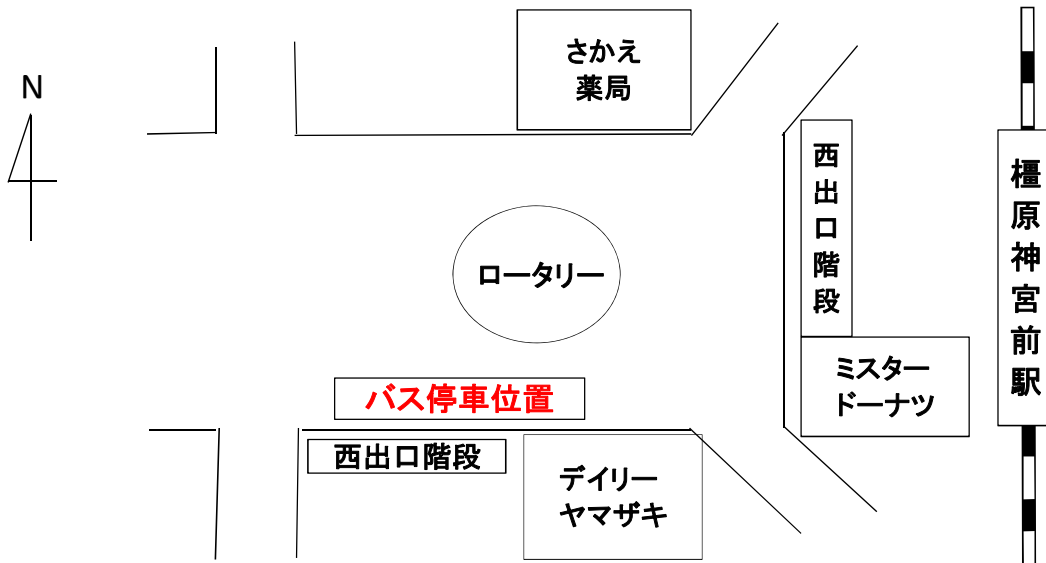 さかえ
薬局
N
西出口階段
橿原神宮前駅
ロータリー
ミスター
ドーナツ
バス停車位置
西出口階段
デイリー
ヤマザキ